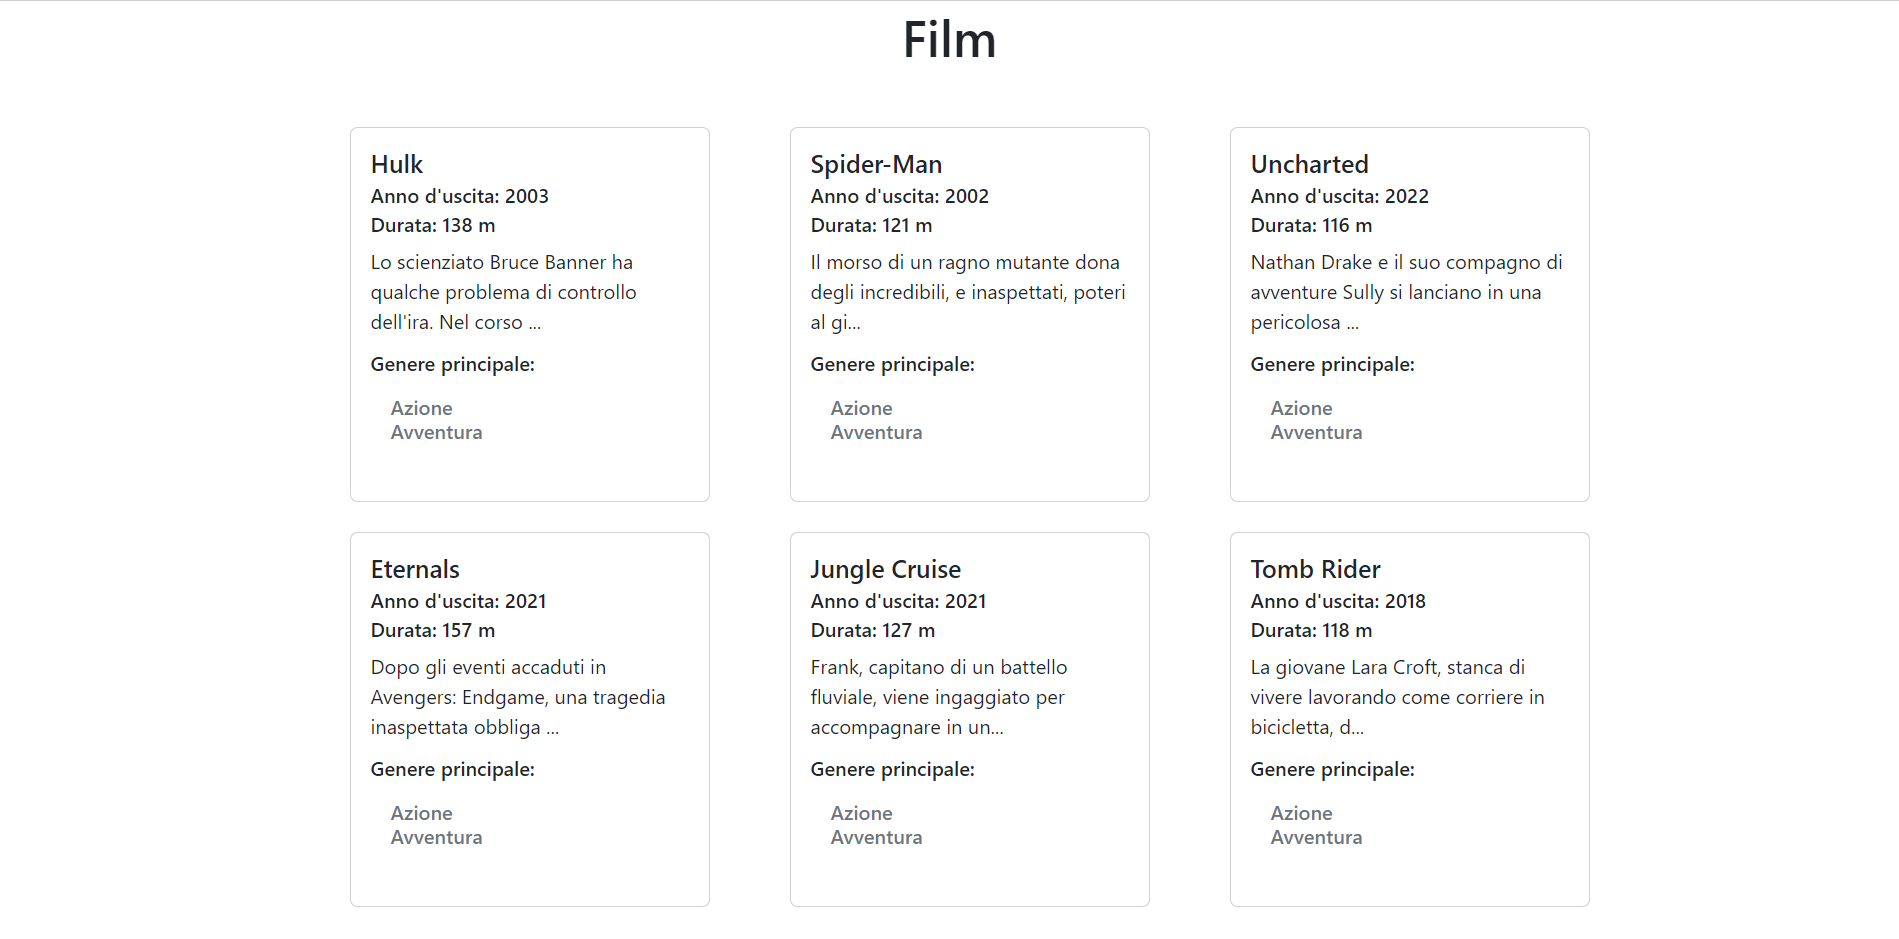 Film
Hulk
Anno d'uscita: 2003
Durata: 138 m
Lo scienziato Bruce Banner ha
qualche problema di controllo
dell'ira. Nel corso ...
Genere principale:
Azione
Avventura
Spider-Man
Anno d'uscita: 2002
Durata: 121 m
Il morso di un ragno mutante dona
degli incredibili, e inaspettati, poteri
al gi...
Genere principale:
Azione
Avventura
Uncharted
Anno d'uscita: 2022
Durata: 116 m
Nathan Drake e il suo compagno di
avventure Sully si lanciano in una
pericolosa ...
Genere principale:
Azione
Avventura
Eternals
Anno d'uscita: 2021
Durata: 157 m
Dopo gli eventi accaduti in
Avengers: Endgame, una tragedia
inaspettata obbliga ...
Genere principale:
Azione
Avventura
Jungle Cruise
Anno d'uscita: 2021
Durata: 127 m
Frank, capitano di un battello
fluviale, viene ingaggiato per
accompagnare in un...
Genere principale:
Azione
Avventura
Tomb Rider
Anno d'uscita: 2018
Durata: 118 m
La giovane Lara Croft, stanca di
vivere lavorando come corriere in
bicicletta, d...
Genere principale:
Azione
Avventura